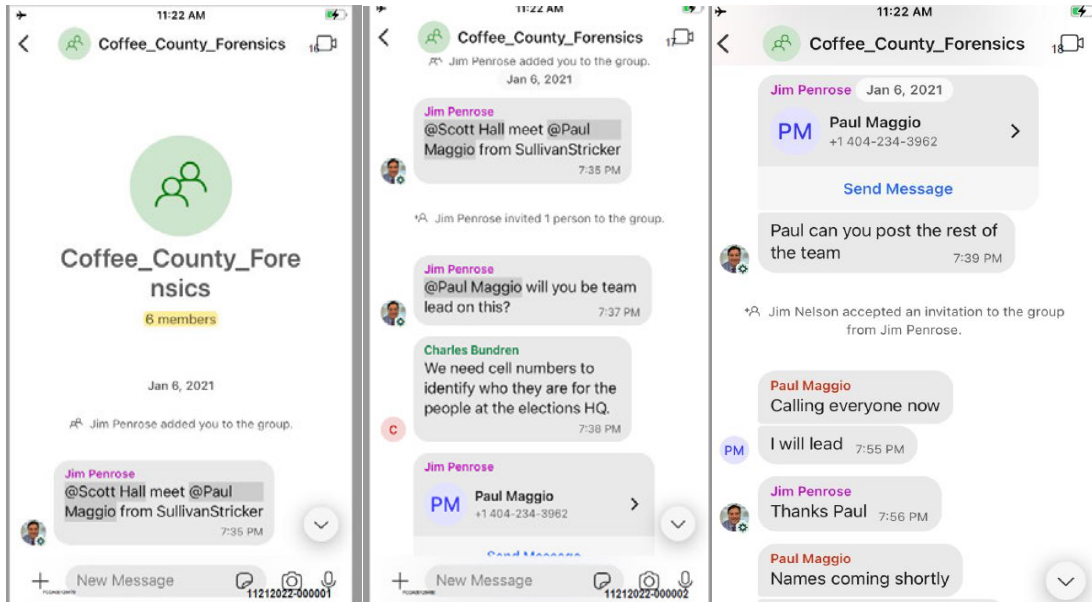 11:22 AM
Coffee_County_Forensics
16
Coffee_County_Fore
nsics
6 members
Jan 6, 2021
Jim Penrose added you to the group.
Jim Penrose
@Scott Hall meet @Paul
Maggio from SullivanStricker
7:35 PM
New Message
11212022-000001
11:22 AM
Coffee_County_Forensics
17
Jim Penrose added you to the group.
Jan 6, 2021
Jim Penrose
@Scott Hall meet @Paul
Maggio from SullivanStricker
7:35 PM
Jim Penrose invited 1 person to the group.
Jim Penrose
@Paul Maggio will you be team
lead on this?
7:37 PM
Charles Bundren
We need cell numbers to
identify who they are for the
people at the elections HQ.
7:38 PM
C
Jim Penrose
PM
Paul Maggio
+1 404-234-3962
Send Message
New Message
11212022-000002
11:22 AM
Coffee_County_Forensics
18
Jim Penrose
Jan 6, 2021
PM
Paul Maggio
+1 404-234-3962
Send Message
Paul can you post the rest of
the team
7:39 PM
Jim Nelson accepted an invitation to the group
from Jim Penrose.
Paul Maggio
Calling everyone now
PM
I will lead
7:55 PM
Jim Penrose
Thanks Paul
7:56 PM
Paul Maggio
Names coming shortly